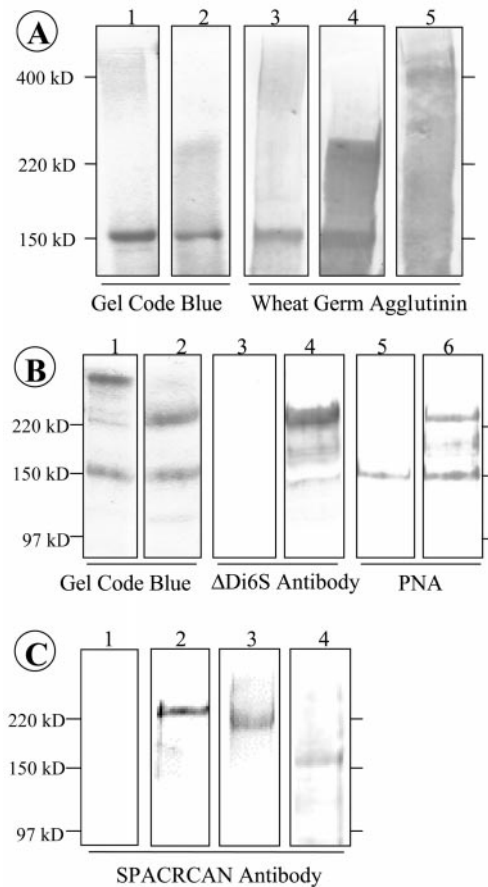 A
1 2 3 4 5
400 kD
220 kD
150 kD
Gel Code Blue Wheat Germ Agglutinin
B
1 2 3 4 5 6
220 kD
150 kD
97 kD
Gel Code Blue ΔDi6S Antibody PNA
C
1 2 3 4
220 kD
150 kD
97 kD
SPACRCAN Antibody